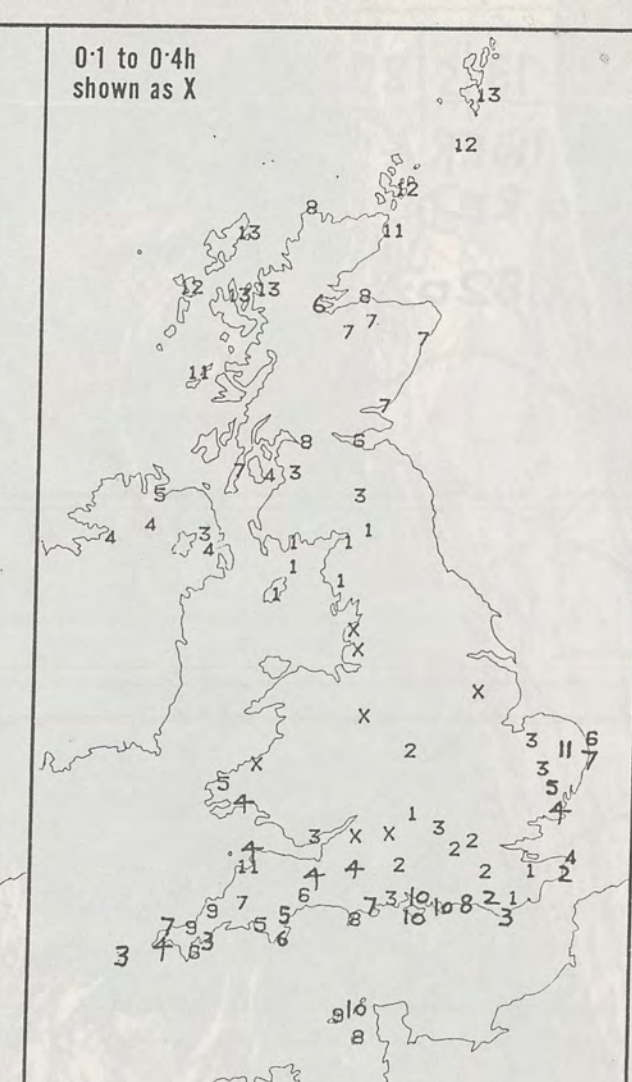 0·1 to 0·4h
shown as X
13
12
12
8
13 11
12 13 13 6 8
7 7 7
11
7
8 6
7 4 3
5 3
4 3 1
4 4 1 1
1 1
1
X
X
X
X
3 11 6
2 7
X 3
5 5
4 4
1 3
3 X X 2 2
4 4
11 4 4 2 2 1 2
7 6 3 10 2 1
9 5 5 7 10 8 3
7 9 3 6 8 10
3 4 6
9 10
8